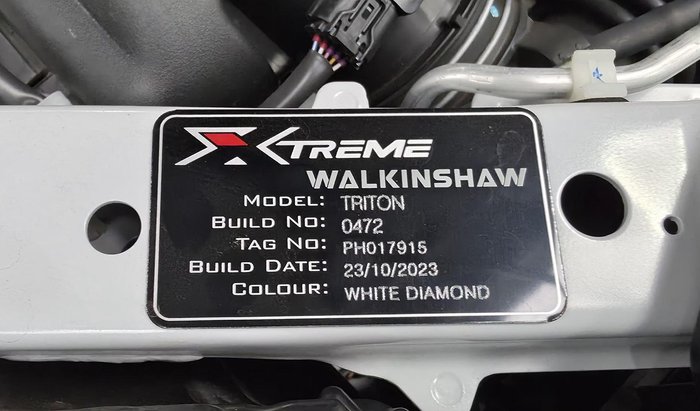 XTREME
WALKINSHAW
MODEL: TRITON
BUILD NO: 0472
TAG NO: PH017915
BUILD DATE: 23/10/2023
COLOUR: WHITE DIAMOND